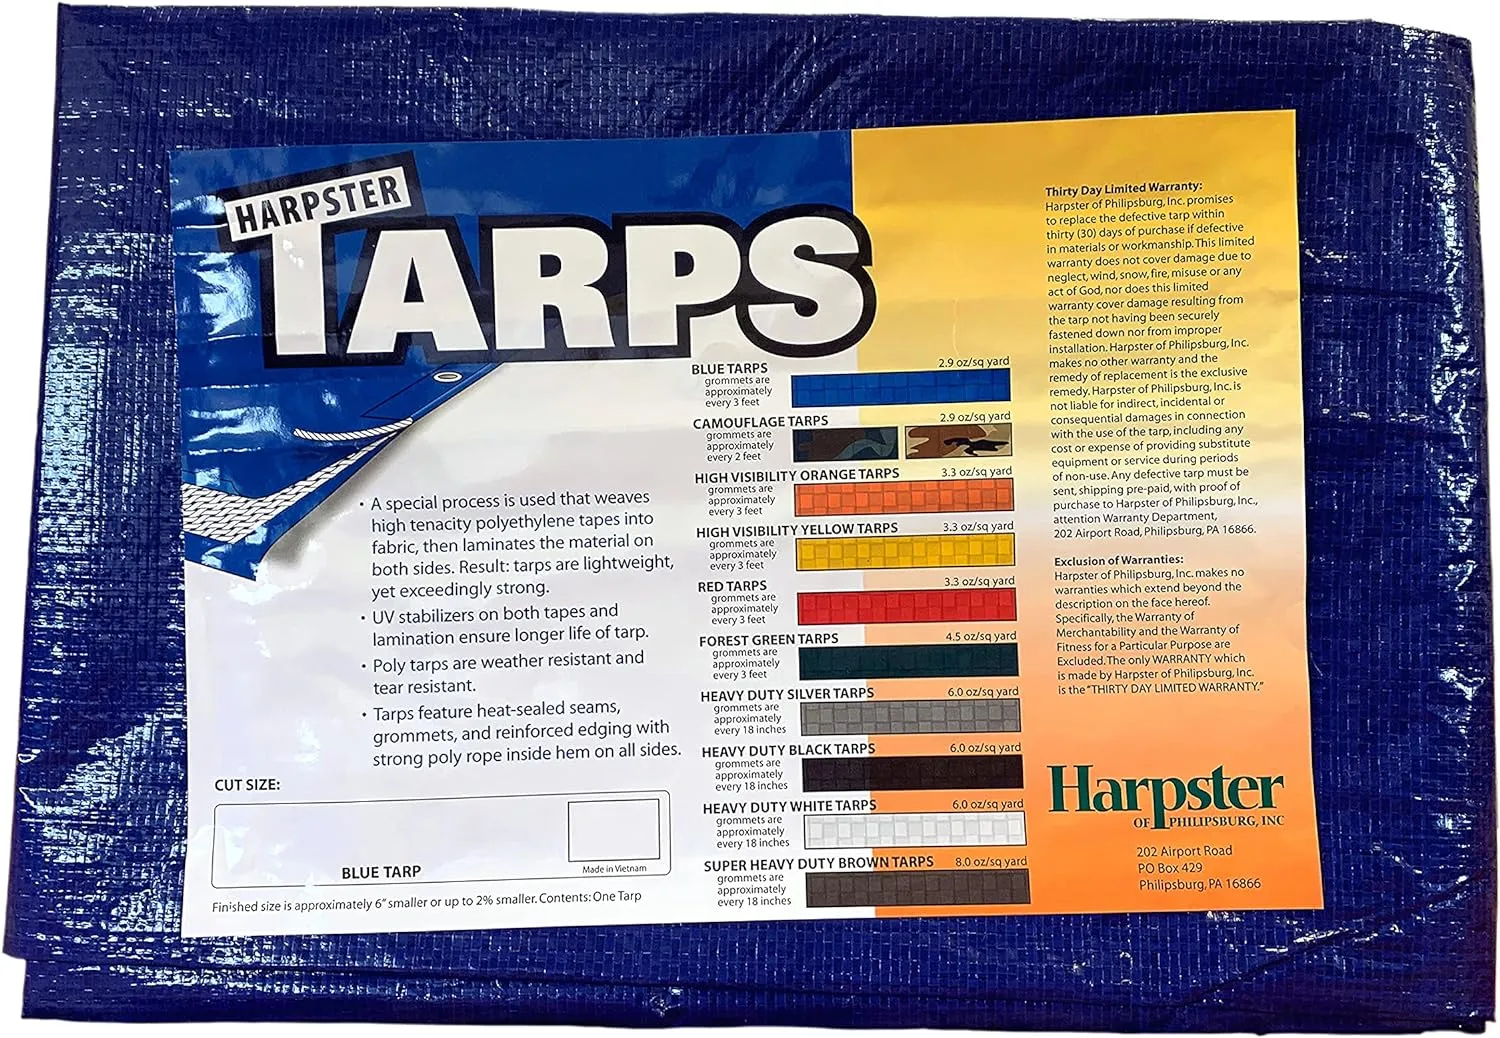 HARPSTER
TARPS
• A special process is used that weaves
high tenacity polyethylene tapes into
fabric, then laminates the material on
both sides. Result: tarps are lightweight,
yet exceedingly strong.
• UV stabilizers on both tapes and
lamination ensure longer life of tarp.
• Poly tarps are weather resistant and
tear resistant.
• Tarps feature heat-sealed seams,
grommets, and reinforced edging with
strong poly rope inside hem on all sides.
CUT SIZE:
BLUE TARP
Made in Vietnam
Finished size is approximately 6" smaller or up to 2% smaller. Contents: One Tarp
BLUE TARPS 2.9 oz/sq yard
grommets are
approximately
every 3 feet
CAMOUFLAGE TARPS 2.9 oz/sq yard
grommets are
approximately
every 2 feet
HIGH VISIBILITY ORANGE TARPS 3.3 oz/sq yard
grommets are
approximately
every 3 feet
HIGH VISIBILITY YELLOW TARPS 3.3 oz/sq yard
grommets are
approximately
every 3 feet
RED TARPS 3.3 oz/sq yard
grommets are
approximately
every 3 feet
FOREST GREEN TARPS 4.5 oz/sq yard
grommets are
approximately
every 3 feet
HEAVY DUTY SILVER TARPS 6.0 oz/sq yard
grommets are
approximately
every 18 inches
HEAVY DUTY BLACK TARPS 6.0 oz/sq yard
grommets are
approximately
every 18 inches
HEAVY DUTY WHITE TARPS 6.0 oz/sq yard
grommets are
approximately
every 18 inches
SUPER HEAVY DUTY BROWN TARPS 8.0 oz/sq yard
grommets are
approximately
every 18 inches
Thirty Day Limited Warranty:
Harpster of Philipsburg, Inc. promises
to replace the defective tarp within
thirty (30) days of purchase if defective
in materials or workmanship. This limited
warranty does not cover damage due to
neglect, wind, snow, fire, misuse or any
act of God, nor does this limited
warranty cover damage resulting from
the tarp not having been securely
fastened down nor from improper
installation. Harpster of Philipsburg, Inc.
makes no other warranty and the
remedy of replacement is the exclusive
remedy. Harpster of Philipsburg, Inc. is
not liable for indirect, incidental or
consequential damages in connection
with the use of the tarp, including any
cost or expense of providing substitute
equipment or service during periods
of non-use. Any defective tarp must be
sent, shipping pre-paid, with proof of
purchase to Harpster of Philipsburg, Inc.,
attention Warranty Department,
202 Airport Road, Philipsburg, PA 16866.
Exclusion of Warranties:
Harpster of Philipsburg, Inc. makes no
warranties which extend beyond the
description on the face hereof.
Specifically, the Warranty of
Merchantability and the Warranty of
Fitness for a Particular Purpose are
Excluded. The only WARRANTY which
is made by Harpster of Philipsburg, Inc.
is the "THIRTY DAY LIMITED WARRANTY."
Harpster
OF PHILIPSBURG, INC
202 Airport Road
PO Box 429
Philipsburg, PA 16866